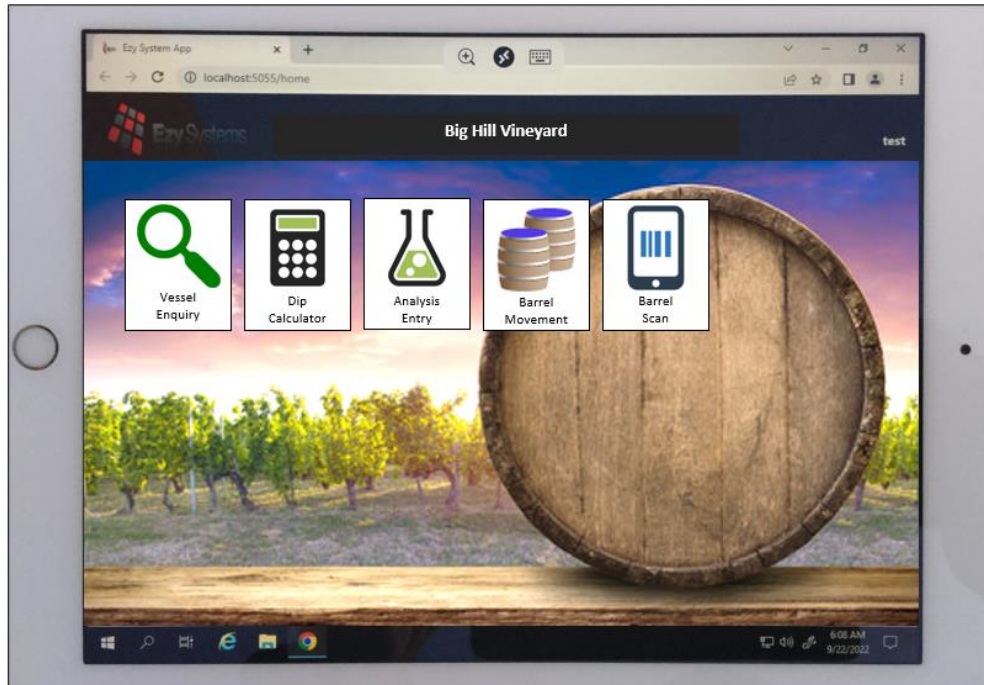 Ezy System App
localhost:5055/home
Ezy Systems
Big Hill Vineyard
test
Vessel
Enquiry
Dip
Calculator
Analysis
Entry
Barrel
Movement
Barrel
Scan
6:08 AM
9/22/2022